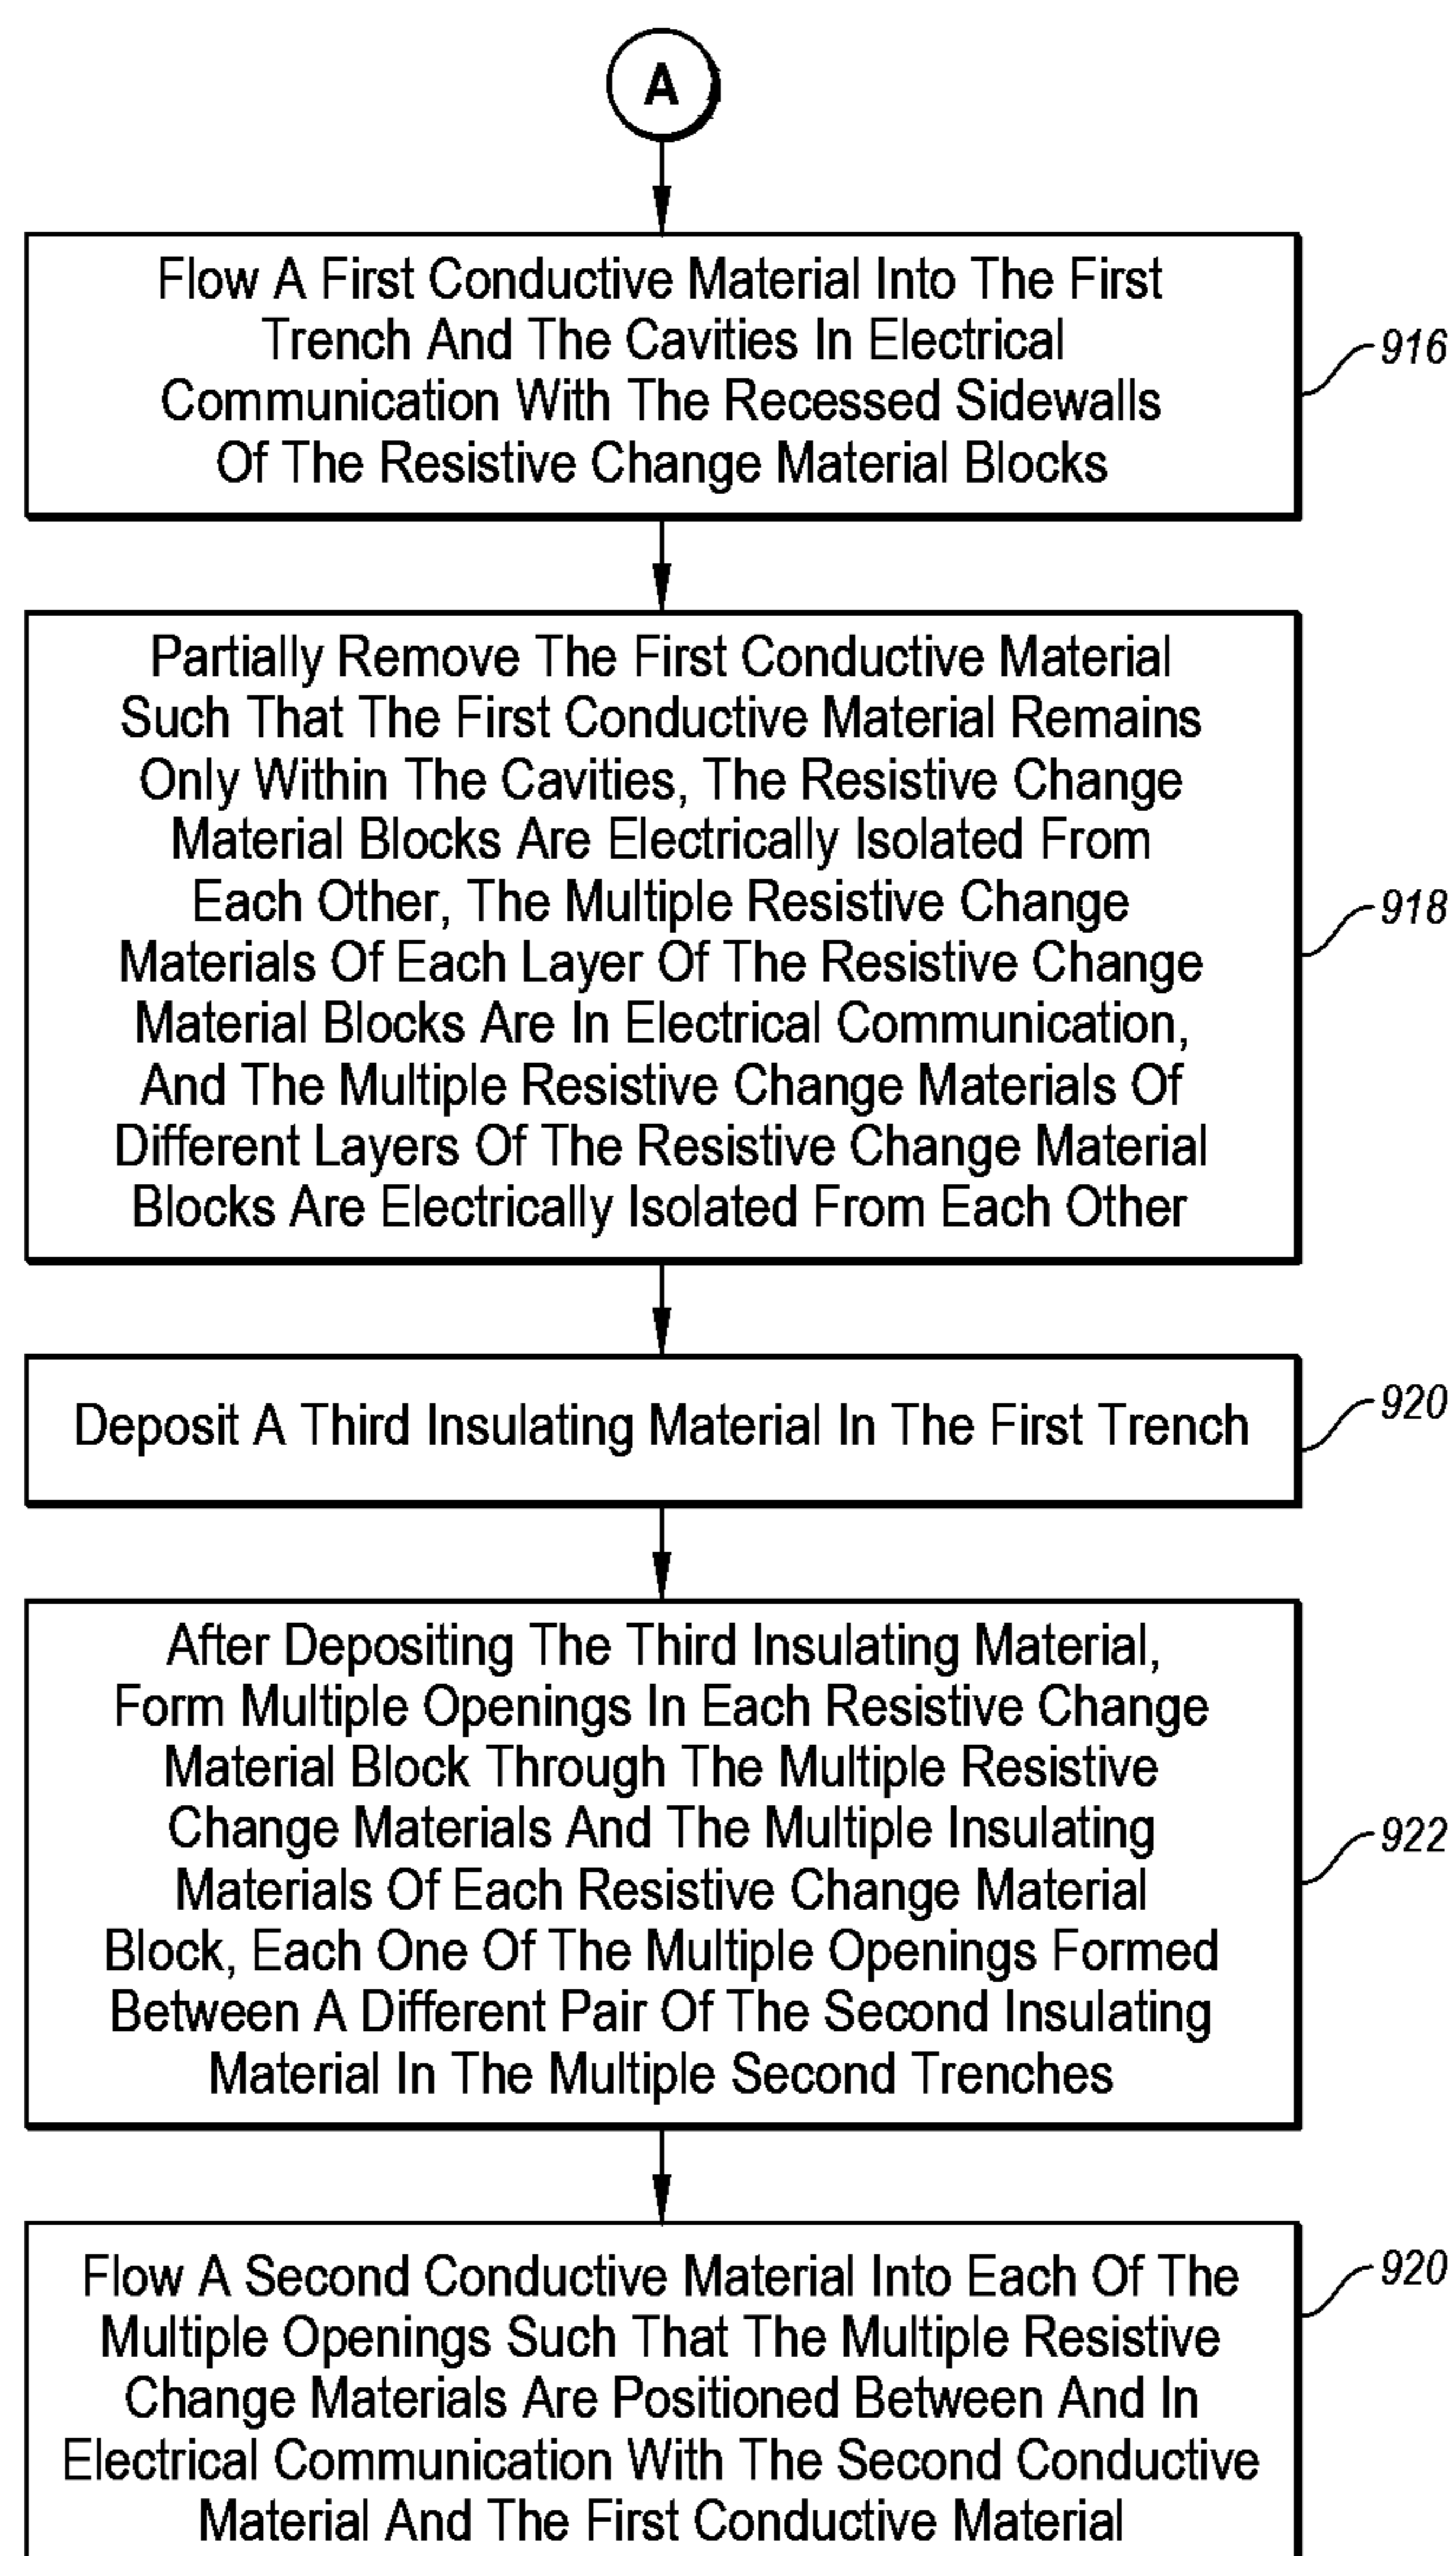 A
Flow A First Conductive Material Into The First
Trench And The Cavities In Electrical
Communication With The Recessed Sidewalls
Of The Resistive Change Material Blocks
916
Partially Remove The First Conductive Material
Such That The First Conductive Material Remains
Only Within The Cavities, The Resistive Change
Material Blocks Are Electrically Isolated From
Each Other, The Multiple Resistive Change
Materials Of Each Layer Of The Resistive Change
Material Blocks Are In Electrical Communication,
And The Multiple Resistive Change Materials Of
Different Layers Of The Resistive Change Material
Blocks Are Electrically Isolated From Each Other
918
Deposit A Third Insulating Material In The First Trench
920
After Depositing The Third Insulating Material,
Form Multiple Openings In Each Resistive Change
Material Block Through The Multiple Resistive
Change Materials And The Multiple Insulating
Materials Of Each Resistive Change Material
Block, Each One Of The Multiple Openings Formed
Between A Different Pair Of The Second Insulating
Material In The Multiple Second Trenches
922
Flow A Second Conductive Material Into Each Of The
Multiple Openings Such That The Multiple Resistive
Change Materials Are Positioned Between And In
Electrical Communication With The Second Conductive
Material And The First Conductive Material
920